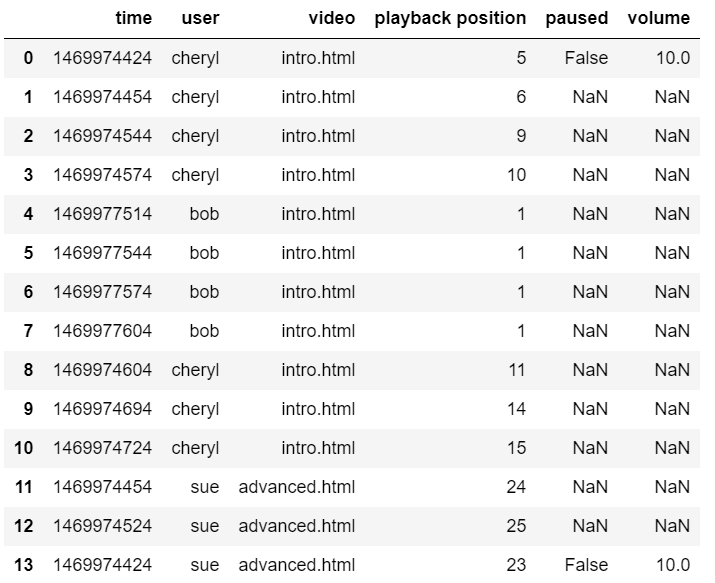 time user video playback position paused volume
0 1469974424 cheryl intro.html 5 False 10.0
1 1469974454 cheryl intro.html 6 NaN NaN
2 1469974544 cheryl intro.html 9 NaN NaN
3 1469974574 cheryl intro.html 10 NaN NaN
4 1469977514 bob intro.html 1 NaN NaN
5 1469977544 bob intro.html 1 NaN NaN
6 1469977574 bob intro.html 1 NaN NaN
7 1469977604 bob intro.html 1 NaN NaN
8 1469974604 cheryl intro.html 11 NaN NaN
9 1469974694 cheryl intro.html 14 NaN NaN
10 1469974724 cheryl intro.html 15 NaN NaN
11 1469974454 sue advanced.html 24 NaN NaN
12 1469974524 sue advanced.html 25 NaN NaN
13 1469974424 sue advanced.html 23 False 10.0